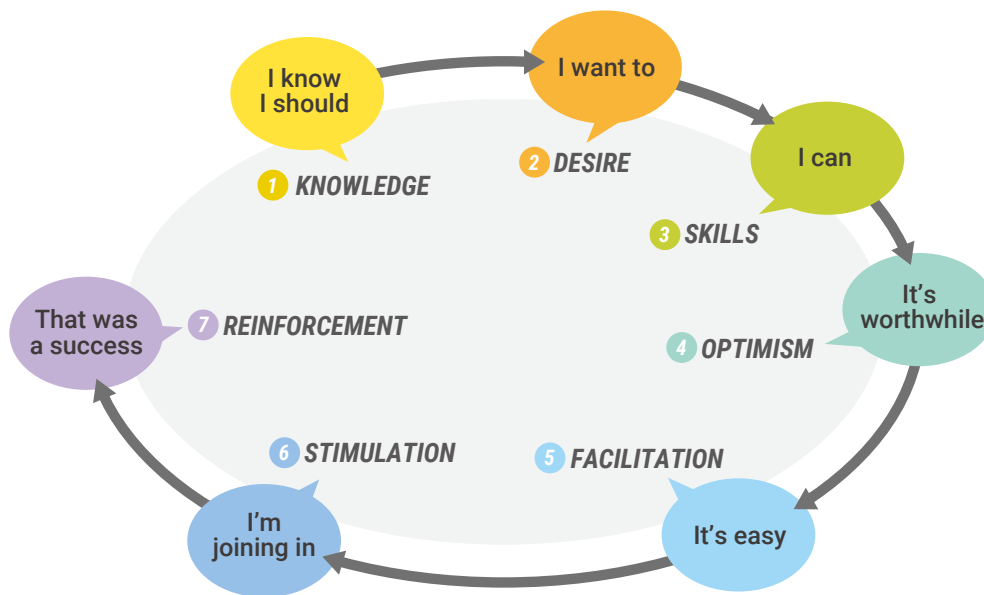 I know
I should
1 KNOWLEDGE
I want to
2 DESIRE
I can
3 SKILLS
It’s
worthwhile
4 OPTIMISM
It’s easy
5 FACILITATION
I’m
joining in
6 STIMULATION
That was
a success
7 REINFORCEMENT